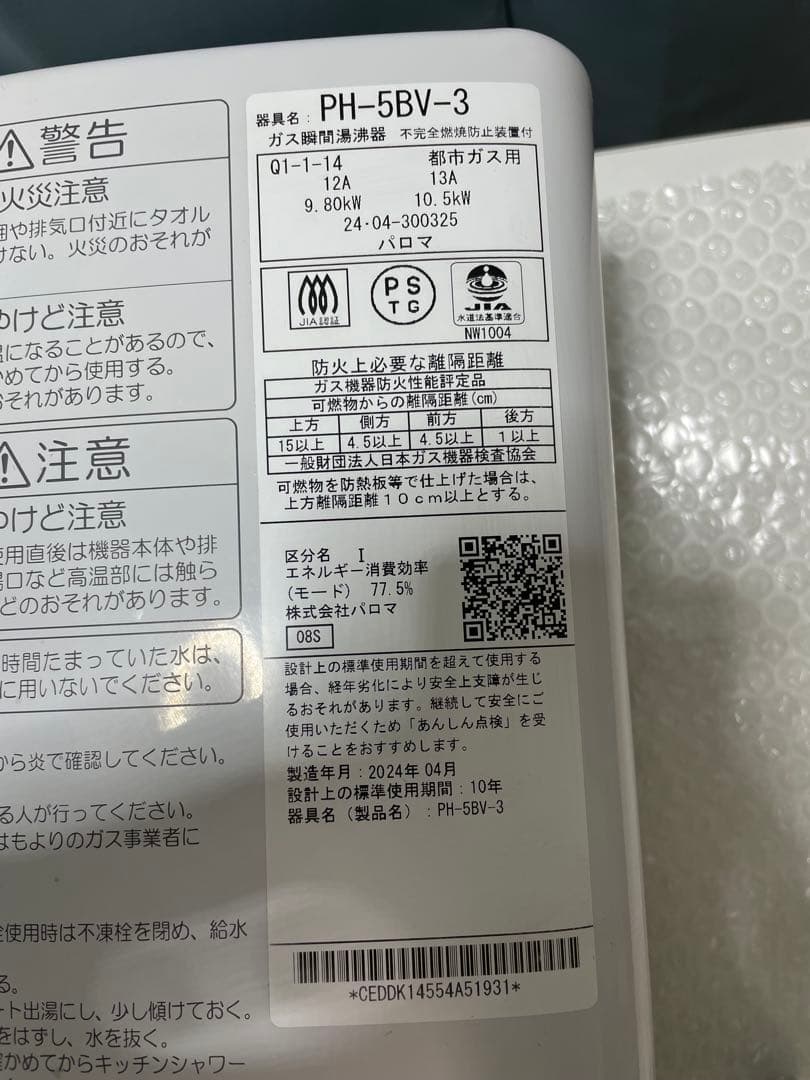 警告
火災注意
や排気口付近にタオル
けない。火災のおそれが
けど注意
になることがあるので、
かめてから使用する。
おそれがあります。
注意
けど注意
使用直後は機器本体や排
湯口など高温部には触ら
どのおそれがあります。
時間たまっていた水は、
に用いないでください。
から炎で確認してください。
る人が行ってください。
はもよりのガス事業者に
使用時は不凍栓を閉め、給水
る。
ート出湯にし、少し傾けておく。
をはずし、水を抜く。
かめてからキッチンシャワー
器具名: PH-5BV-3
ガス瞬間湯沸器 不完全燃焼防止装置付
Q1-1-14 都市ガス用
12A 13A
9.80kW 10.5kW
24・04-300325
パロマ
JIA認証
PS
TG
JIA
水道法基準適合
NW1004
防火上必要な離隔距離
ガス機器防火性能評定品
可燃物からの離隔距離(cm)
上方 側方 前方 後方
15以上 4.5以上 4.5以上 1以上
一般財団法人日本ガス機器検査協会
可燃物を防熱板等で仕上げた場合は、
上方離隔距離10cm以上とする。
区分名 I
エネルギー消費効率
(モード) 77.5%
株式会社パロマ
08S
設計上の標準使用期間を超えて使用する
場合、経年劣化により安全上支障が生じ
るおそれがあります。継続して安全にご
使用いただくため「あんしん点検」を受
けることをおすすめします。
製造年月:2024年04月
設計上の標準使用期間:10年
器具名(製品名):PH-5BV-3
*CEDDK14554A51931*